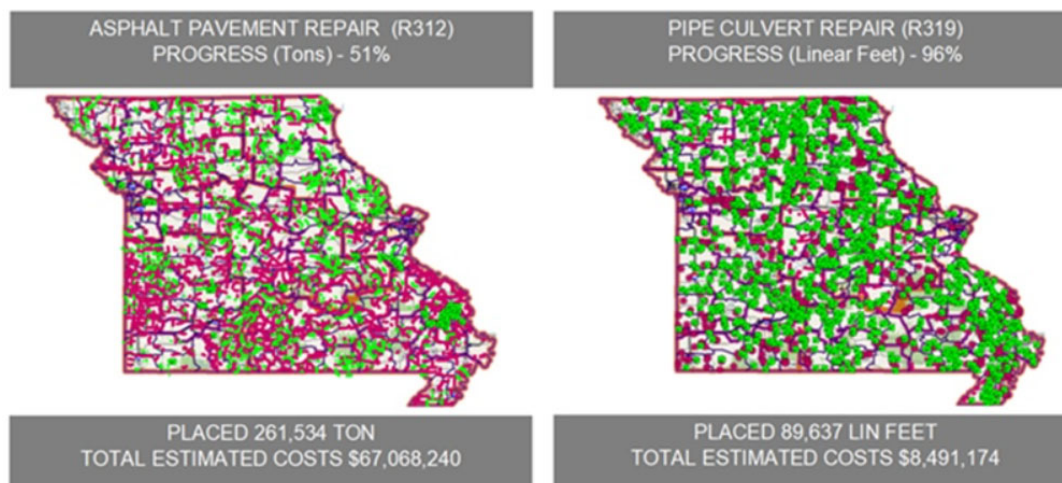 ASPHALT PAVEMENT REPAIR (R312)
PROGRESS (Tons) - 51%
PIPE CULVERT REPAIR (R319)
PROGRESS (Linear Feet) - 96%
PLACED 261,534 TON
TOTAL ESTIMATED COSTS $67,068,240
PLACED 89,637 LIN FEET
TOTAL ESTIMATED COSTS $8,491,174